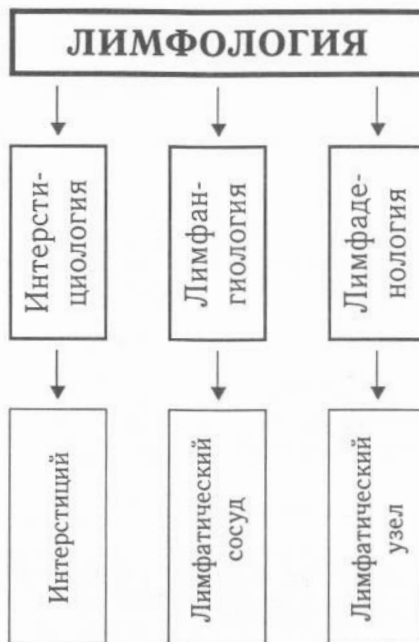 ЛИМФОЛОГИЯ
Интерсти-
циология
Лимфан-
гиология
Лимфаде-
нология
Интерстиций
Лимфатический
сосуд
Лимфатический
узел